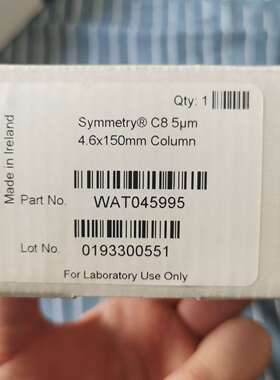 Qty: 1
Symmetry® C8 5µm
4.6x150mm Column
Made in Ireland
Part No. WAT045995
Lot No. 0193300551
For Laboratory Use Only